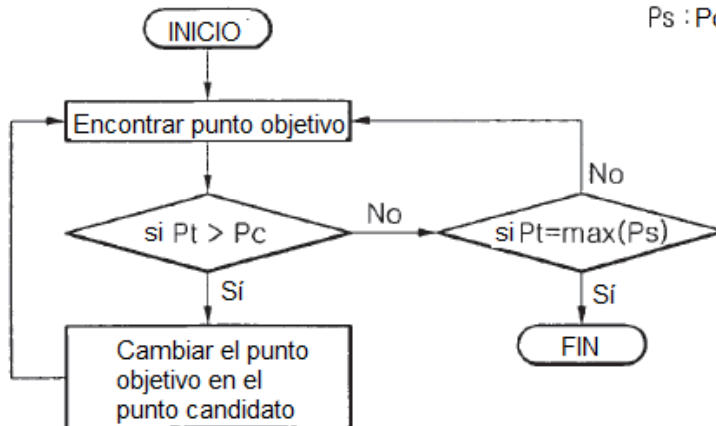 Ps : 
INICIO
Encontrar punto objetivo
si Pt > Pc
No
No
si Pt=max(Ps)
Sí
Sí
Cambiar el punto
objetivo en el
punto candidato
FIN